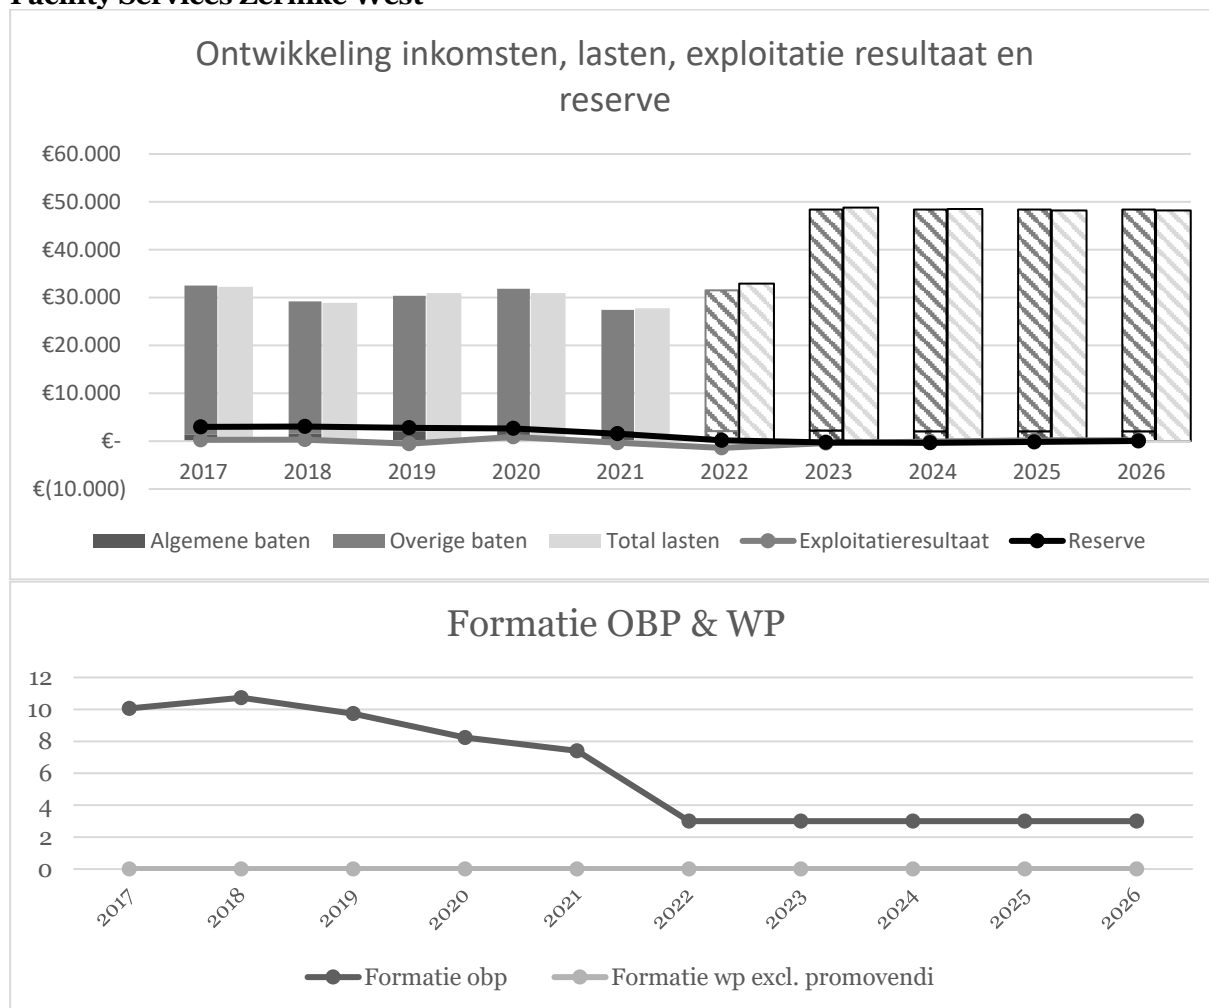 Facility Services Zernike West
Ontwikkeling inkomsten, lasten, exploitatie resultaat en
reserve
€60.000
€50.000
€40.000
€30.000
€20.000
€10.000
€-
€(10.000)
2017 2018 2019 2020 2021 2022 2023 2024 2025 2026
Algemene baten Overige baten Total lasten Exploitatieresultaat Reserve
Formatie OBP & WP
12
10
8
6
4
2
0
2017 2018 2019 2020 2021 2022 2023 2024 2025 2026
Formatie obp Formatie wp excl. promovendi